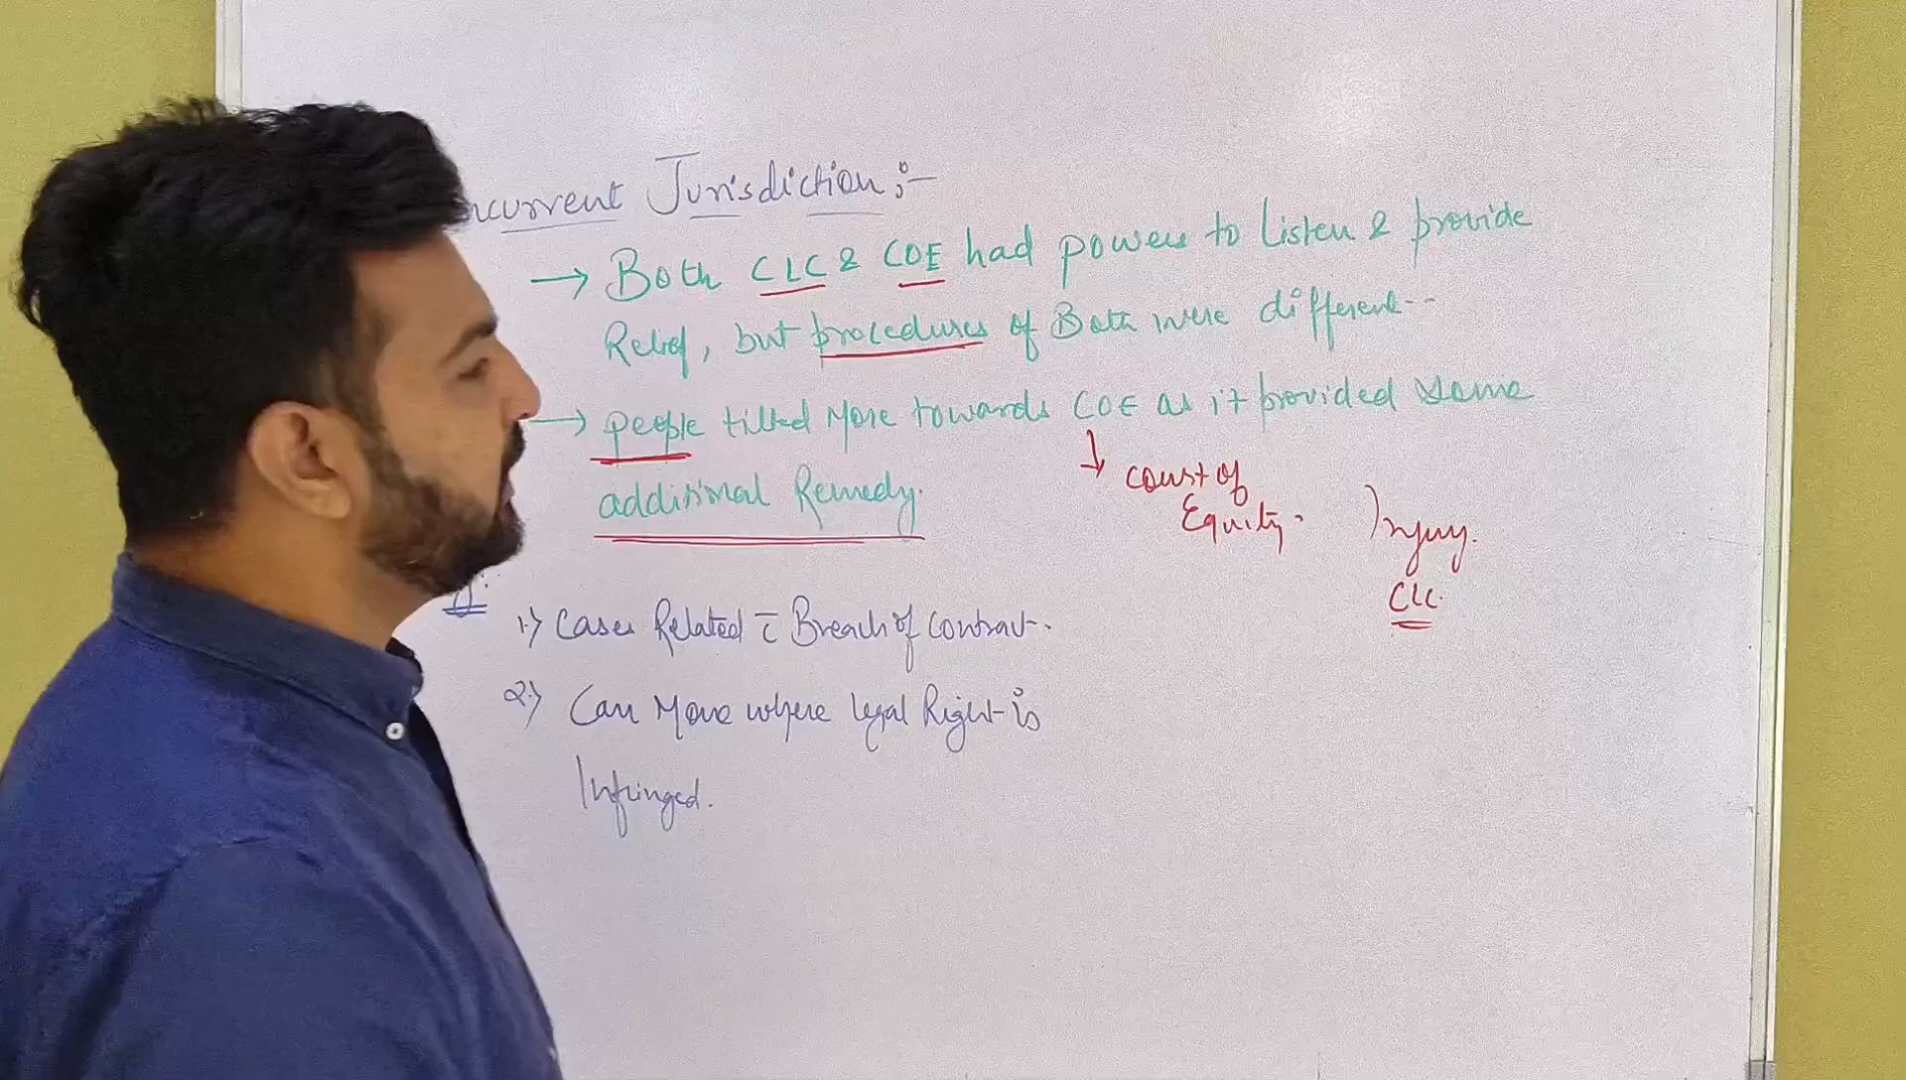 ncurrent Jurisdiction :-
→ Both CLC & COE had powers to Listen & provide
Relief, but procedures of Both were different--
→ people tilted More towards COE as it provided some
additional Remedy.
↓ court of
Equity.
Injury.
CLC.
II.
1.) Cases Related c̄ Breach of contract.
2.) Can Move where legal Right is
Infringed.